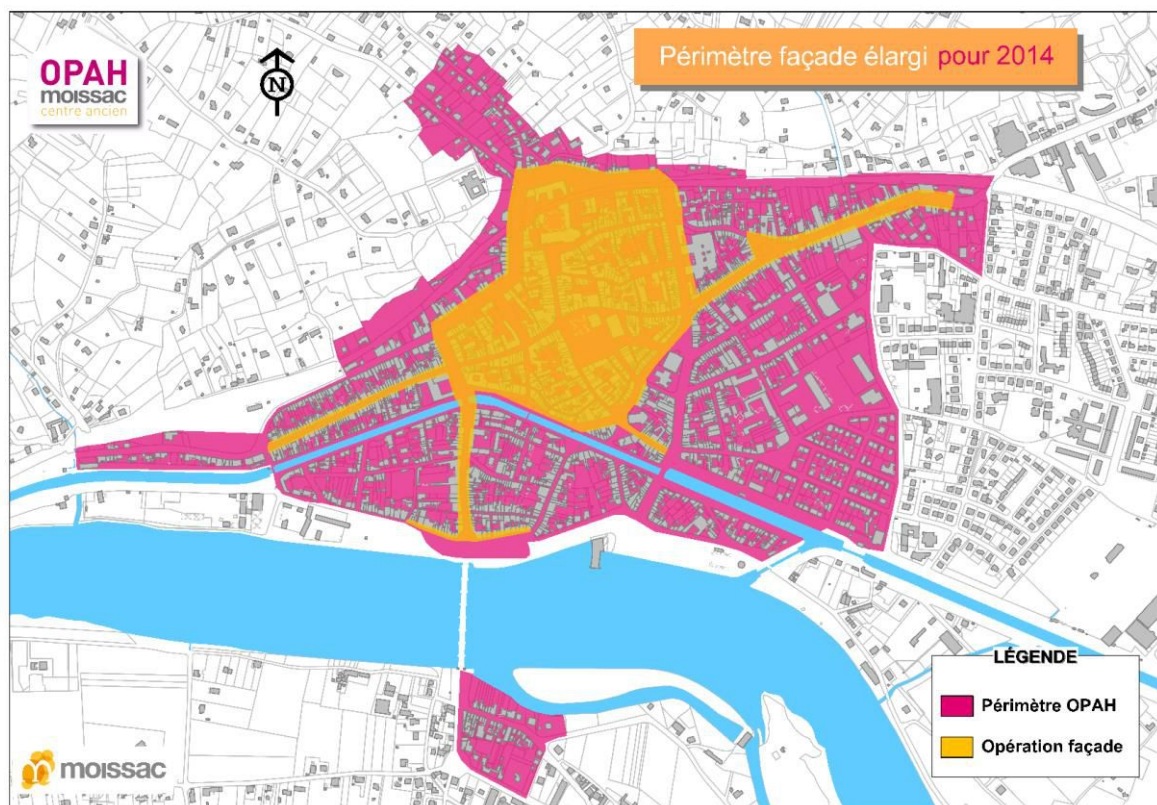 OPAH
moissac
centre ancien
N
Périmètre façade élargi pour 2014
LÉGENDE
Périmètre OPAH
Opération façade
moissac